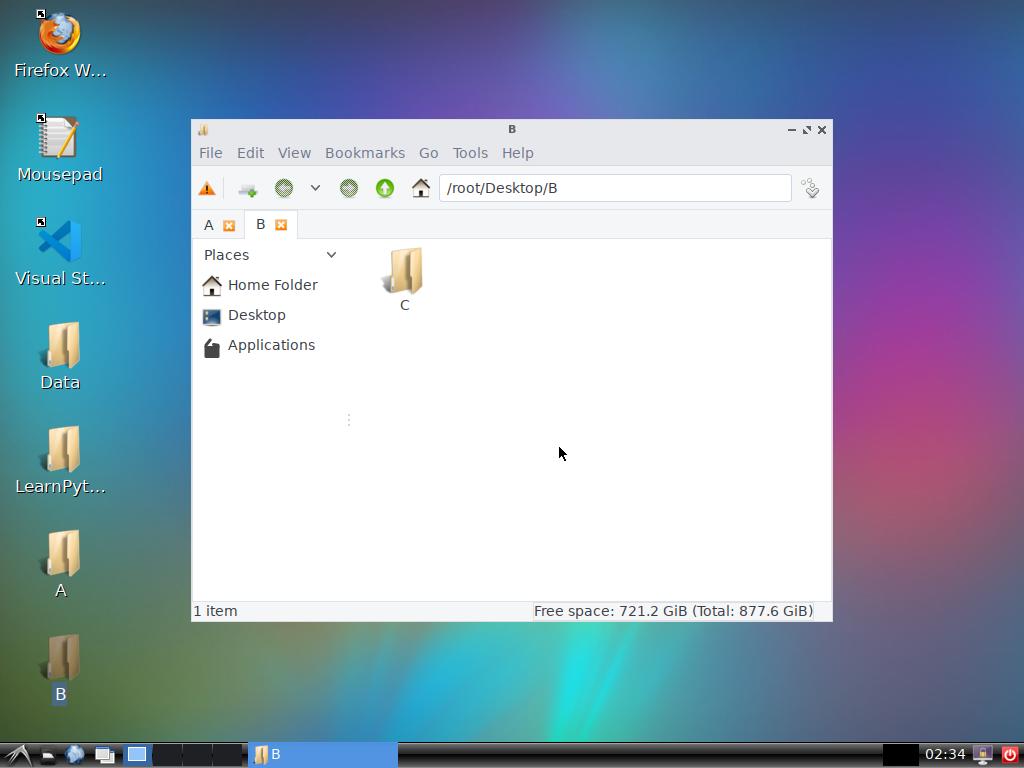 Firefox W...
Mousepad
Visual St...
Data
LearnPyt...
A
B
B
File Edit View Bookmarks Go Tools Help
/root/Desktop/B
A B
Places
Home Folder
Desktop
Applications
C
1 item
Free space: 721.2 GiB (Total: 877.6 GiB)
B
02:34